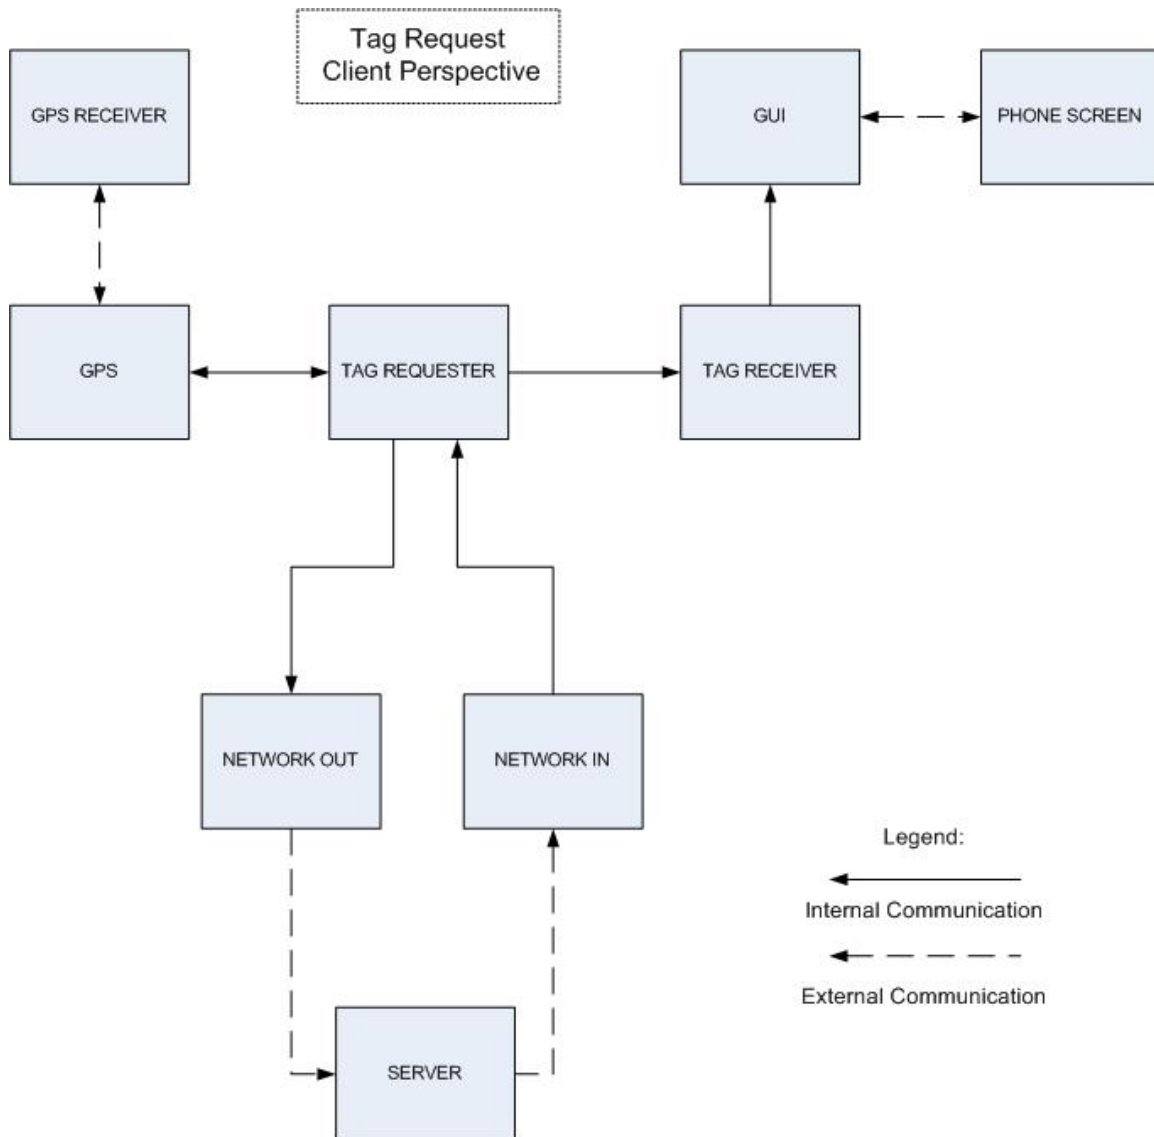 Tag Request
Client Perspective
GPS RECEIVER
GUI
PHONE SCREEN
GPS
TAG REQUESTER
TAG RECEIVER
NETWORK OUT
NETWORK IN
SERVER
Legend:
Internal Communication
External Communication